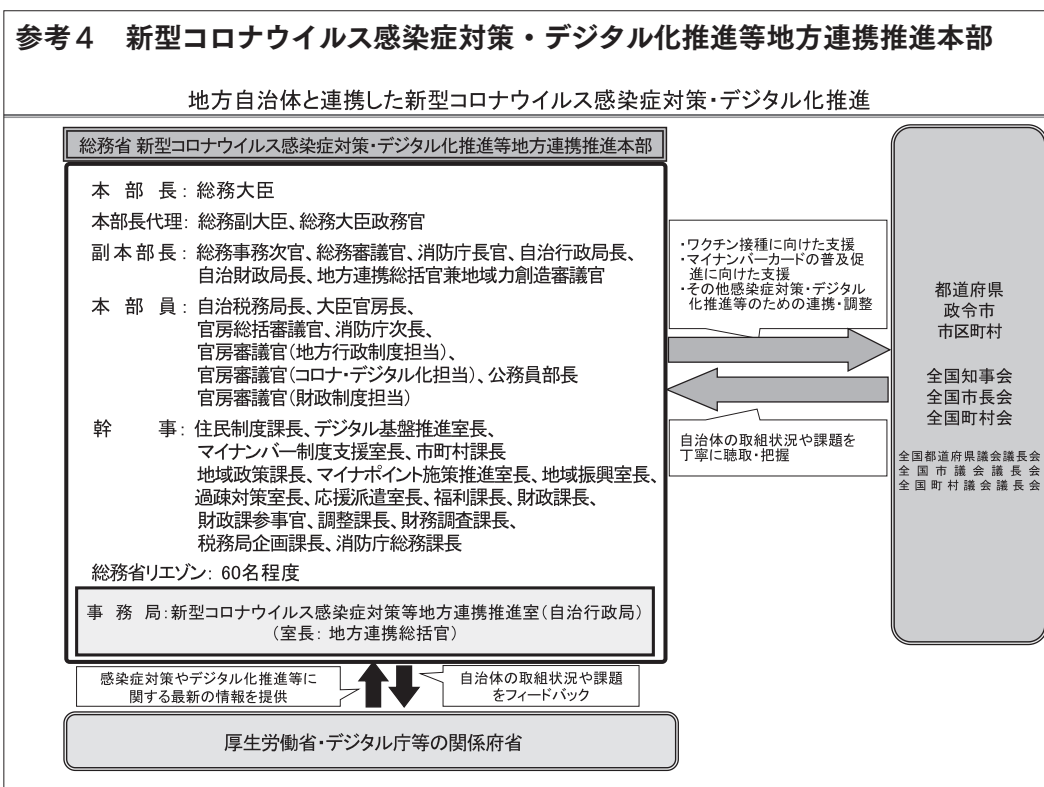 参考4 新型コロナウイルス感染症対策・デジタル化推進等地方連携推進本部
地方自治体と連携した新型コロナウイルス感染症対策・デジタル化推進
総務省 新型コロナウイルス感染症対策・デジタル化推進等地方連携推進本部
本部長:総務大臣
本部長代理:総務副大臣、総務大臣政務官
副本部長:総務事務次官、総務審議官、消防庁長官、自治行政局長、
自治財政局長、地方連携総括官兼地域力創造審議官
本部員:自治税務局長、大臣官房長、
官房総括審議官、消防庁次長、
官房審議官(地方行政制度担当)、
官房審議官(コロナ・デジタル化担当)、公務員部長
官房審議官(財政制度担当)
幹事:住民制度課長、デジタル基盤推進室長、
マイナンバー制度支援室長、市町村課長
地域政策課長、マイナポイント施策推進室長、地域振興室長、
過疎対策室長、応援派遣室長、福利課長、財政課長、
財政課参事官、調整課長、財務調査課長、
税務局企画課長、消防庁総務課長
総務省リエゾン:60名程度
事務局:新型コロナウイルス感染症対策等地方連携推進室(自治行政局)
(室長:地方連携総括官)
・ワクチン接種に向けた支援
・マイナンバーカードの普及促
進に向けた支援
・その他感染症対策・デジタル
化推進等のための連携・調整
自治体の取組状況や課題を
丁寧に聴取・把握
都道府県
政令市
市区町村
全国知事会
全国市長会
全国町村会
全国都道府県議会議長会
全国市議会議長会
全国町村議会議長会
感染症対策やデジタル化推進等に
関する最新の情報を提供
自治体の取組状況や課題
をフィードバック
厚生労働省・デジタル庁等の関係府省